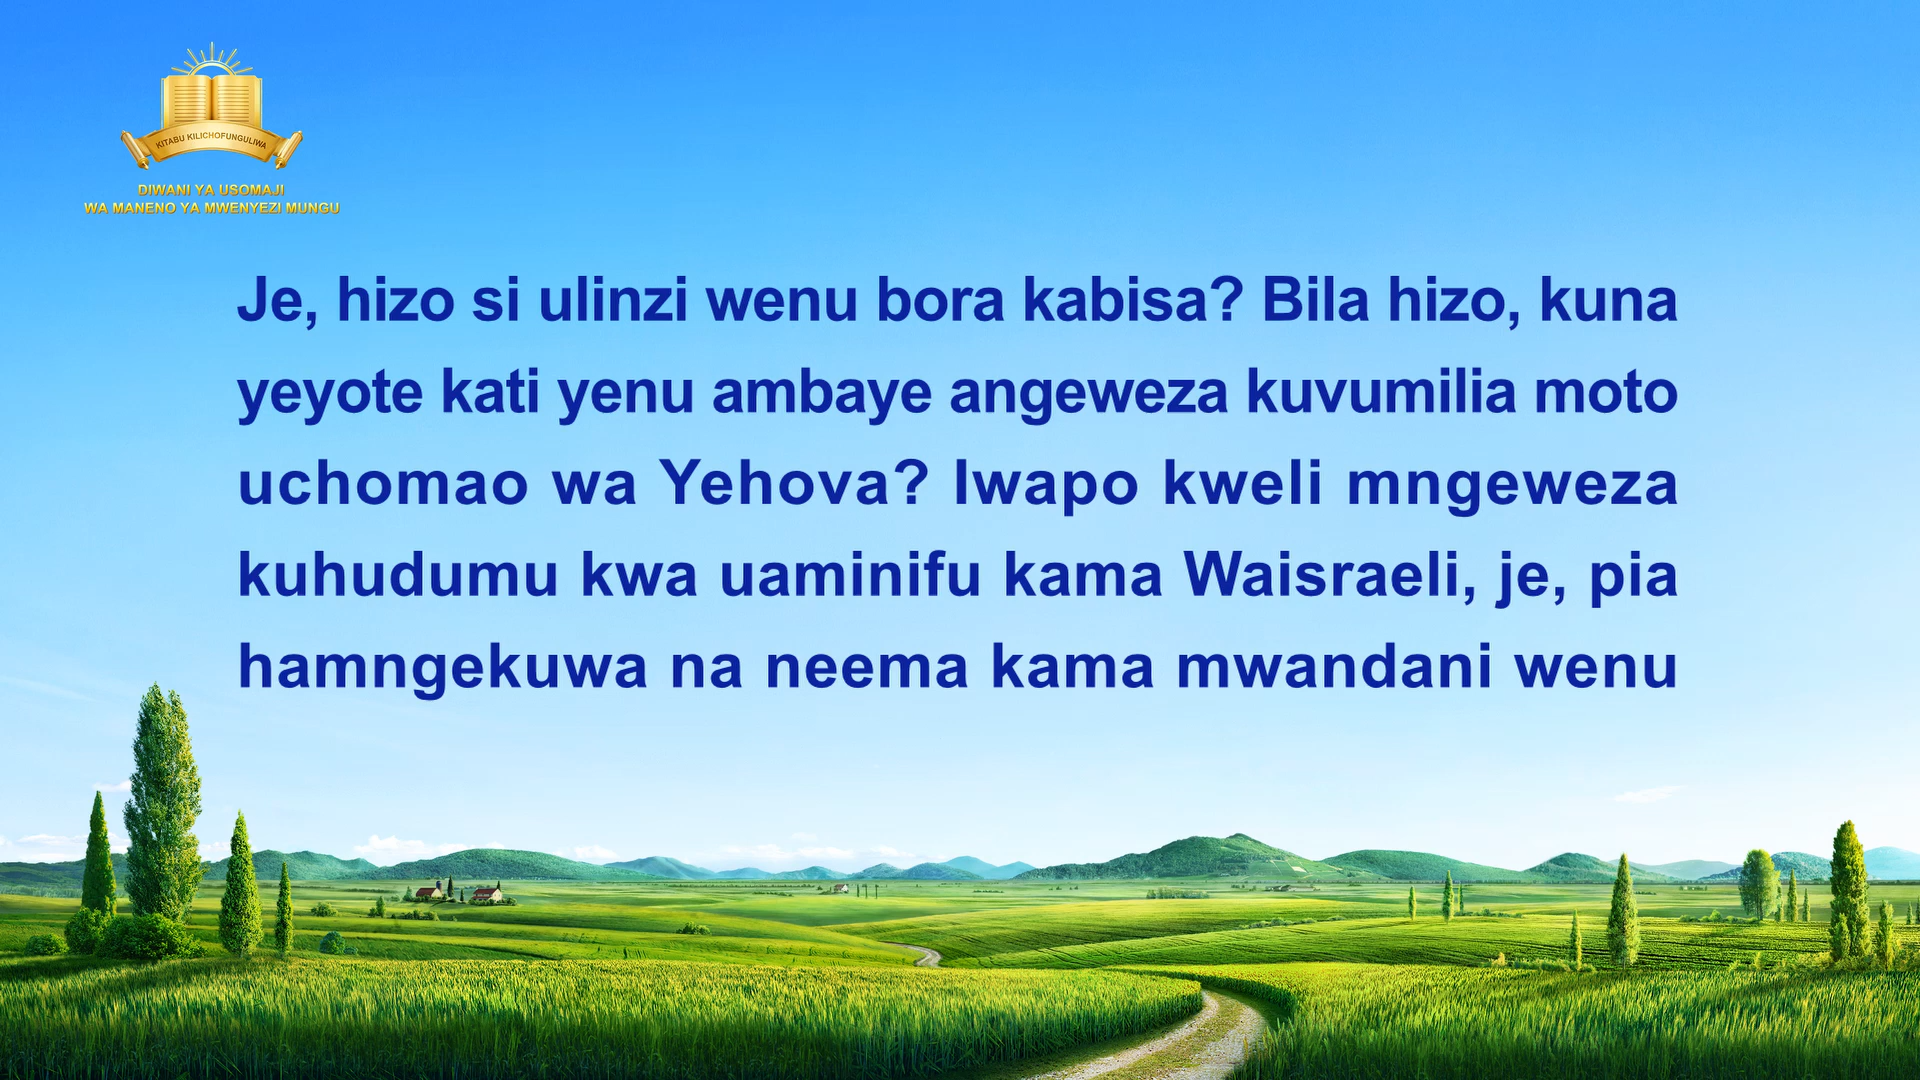 KITABU KILICHOFUNGULIWA
DIWANI YA USOMAJI
WA MANENO YA MWENYEZI MUNGU
Je, hizo si ulinzi wenu bora kabisa? Bila hizo, kuna
yeyote kati yenu ambaye angeweza kuvumilia moto
uchomao wa Yehova? Iwapo kweli mngeweza
kuhudumu kwa uaminifu kama Waisraeli, je, pia
hamngekuwa na neema kama mwandani wenu